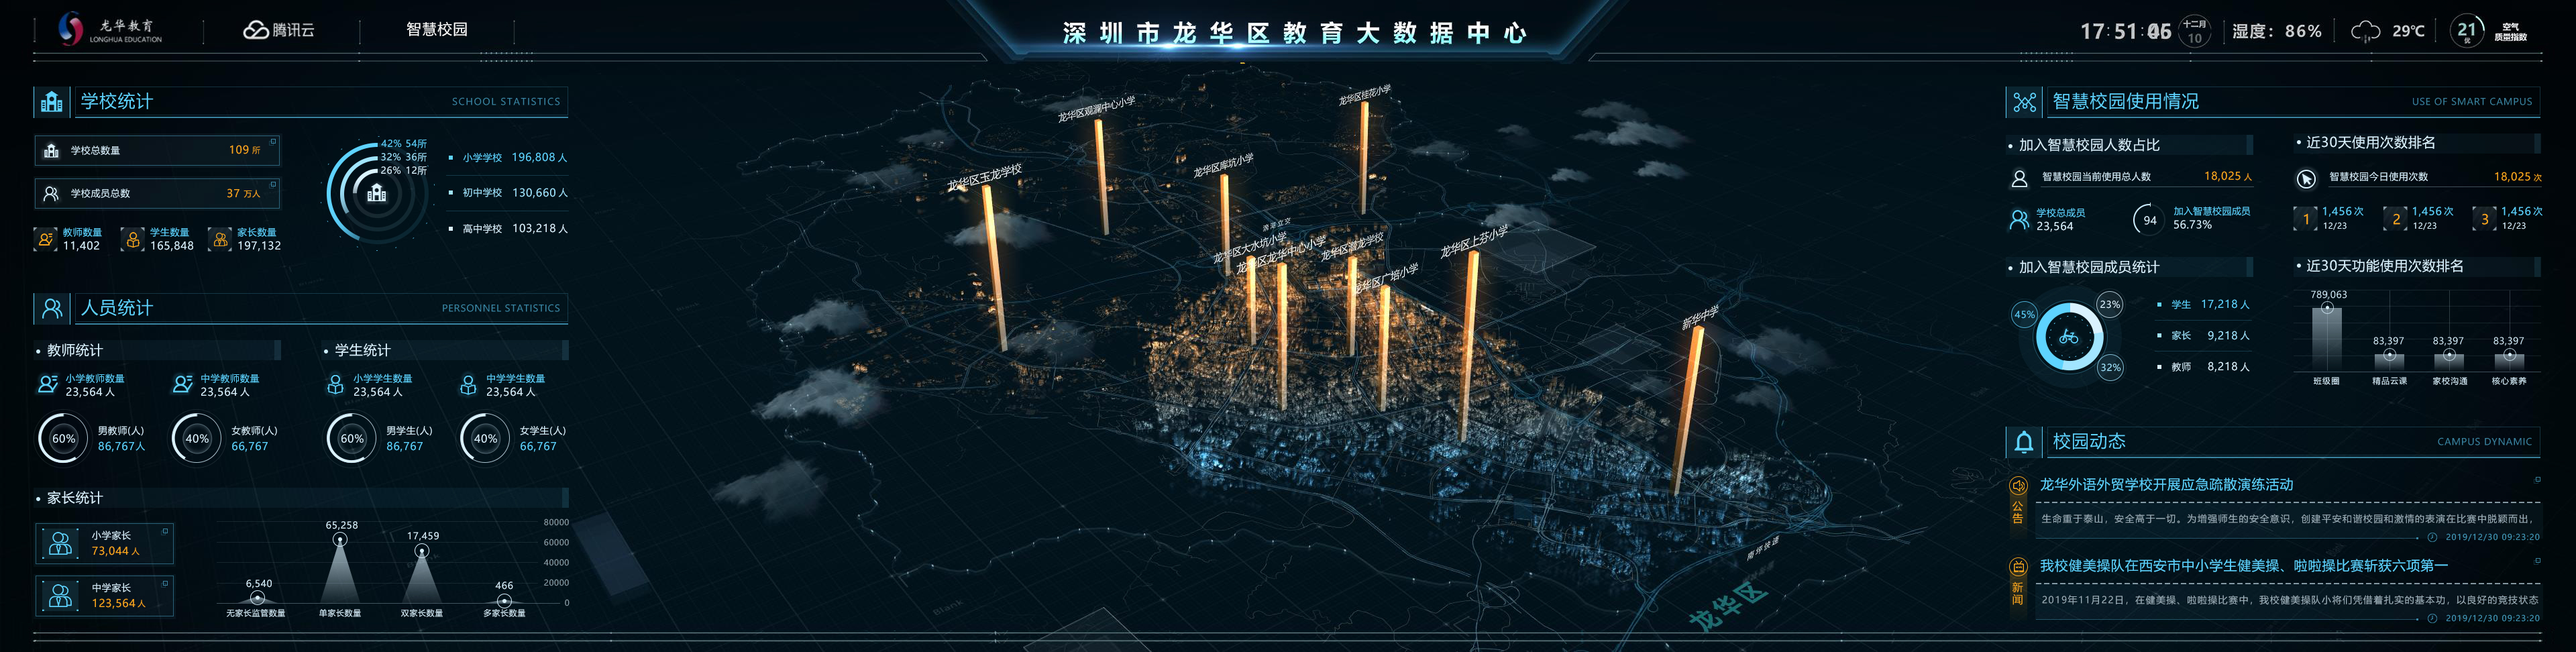 龙华教育
LONGHUA EDUCATION
腾讯云
智慧校园
深圳市龙华区教育大数据中心
十二月
10
湿度：86%
29℃
21
优
空气
质量指数
学校统计
SCHOOL STATISTICS
学校总数量
109 所
学校成员总数
37 万人
教师数量
11,402
学生数量
165,848
家长数量
197,132
42% 54所
32% 36所
26% 12所
小学学校 196,808 人
初中学校 130,660 人
高中学校 103,218 人
人员统计
PERSONNEL STATISTICS
教师统计
小学教师数量
23,564 人
中学教师数量
23,564 人
60%
男教师(人)
86,767人
40%
女教师(人)
66,767
学生统计
小学学生数量
23,564 人
中学学生数量
23,564 人
60%
男学生(人)
86,767
40%
女学生(人)
66,767
家长统计
小学家长
73,044 人
中学家长
123,564 人
6,540
65,258
17,459
466
80000
60000
40000
20000
0
无家长监管数量
单家长数量
双家长数量
多家长数量
龙华区观澜中心小学
龙华区桂花小学
龙华区玉龙学校
龙华区库坑小学
龙华区大水坑小学
龙华区龙华中心小学
龙华区广培小学
龙华区上芬小学
新华中学
南坪快速
龙华区
Blank
智慧校园使用情况
USE OF SMART CAMPUS
加入智慧校园人数占比
智慧校园当前使用总人数
18,025 人
学校总成员
23,564
94
加入智慧校园成员
56.73%
近30天使用次数排名
智慧校园今日使用次数
18,025 次
1
1,456 次
12/23
2
1,456 次
12/23
3
1,456 次
12/23
加入智慧校园成员统计
45%
23%
32%
学生 17,218 人
家长 9,218 人
教师 8,218 人
近30天功能使用次数排名
789,063
83,397
83,397
83,397
班级圈
精品云课
家校沟通
核心素养
校园动态
CAMPUS DYNAMIC
公告
龙华外语外贸学校开展应急疏散演练活动
生命重于泰山，安全高于一切。为增强师生的安全意识，创建平安和谐校园和激情的表演在比赛中脱颖而出，
2019/12/30 09:23:20
新闻
我校健美操队在西安市中小学生健美操、啦啦操比赛斩获六项第一
2019年11月22日，在健美操、啦啦操比赛中，我校健美操队小将们凭借着扎实的基本功，以良好的竞技状态
2019/12/30 09:23:20